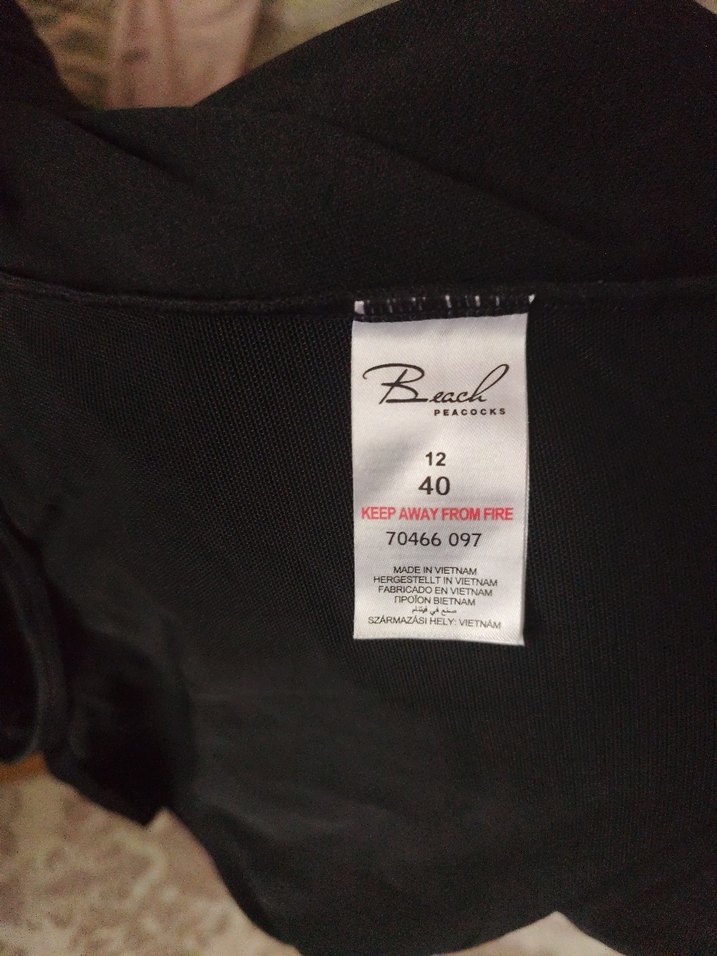 Beach
PEACOCKS
12
40
KEEP AWAY FROM FIRE
70466 097
MADE IN VIETNAM
HERGESTELLT IN VIETNAM
FABRICADO EN VIETNAM
ΠΡΟΪΟΝ ΒΙΕΤΝΑΜ
صنع في فيتنام
SZÁRMAZÁSI HELY: VIETNÁM